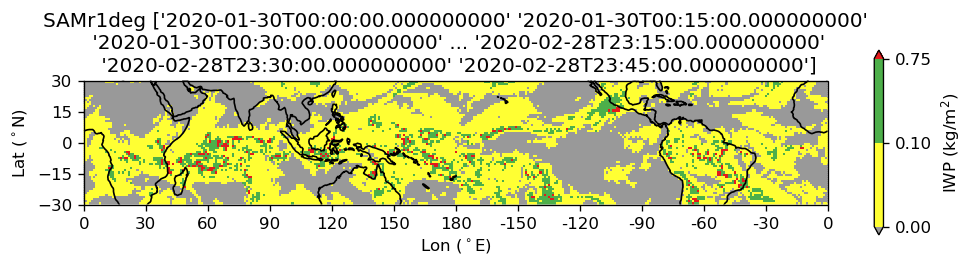 SAMr1deg ['2020-01-30T00:00:00.000000000' '2020-01-30T00:15:00.000000000'
'2020-01-30T00:30:00.000000000' ... '2020-02-28T23:15:00.000000000'
'2020-02-28T23:30:00.000000000' '2020-02-28T23:45:00.000000000']
30
15
0
−15
−30
Lat (°N)
0 30 60 90 120 150 180 -150 -120 -90 -60 -30 0
Lon (°E)
0.75
0.10
0.00
IWP (kg/m²)